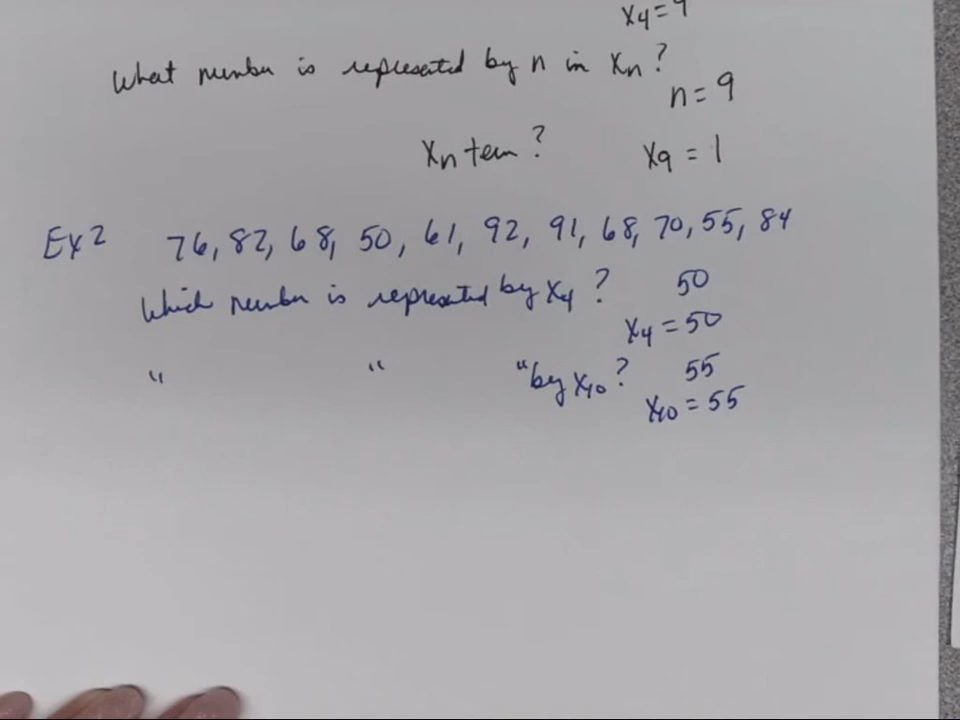 x₄ = 9
What number is represented by n in xₙ?
n = 9
xₙ term? x₉ = 1
Ex 2 76, 82, 68, 50, 61, 92, 91, 68, 70, 55, 84
Which number is represented by x₄? 50
x₄ = 50
" " " by x₁₀? 55
x₁₀ = 55